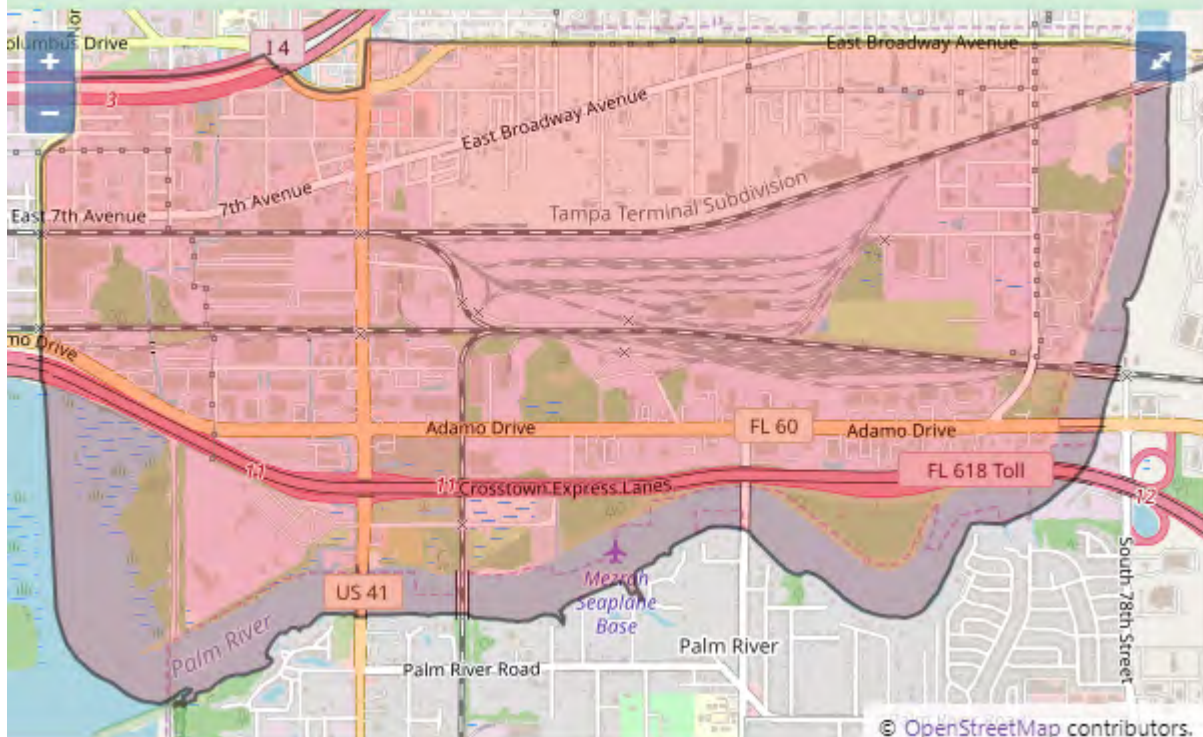 14
Columbus Drive
East Broadway Avenue
+
3
−
East Broadway Avenue
7th Avenue
Tampa Terminal Subdivision
East 7th Avenue
mo Drive
Adamo Drive
FL 60
Adamo Drive
11
FL 618 Toll
11
Crosstown Express Lanes
12
Mezrah
Seaplane
Base
US 41
South 78th Street
Palm River
Palm River
Palm River Road
© OpenStreetMap contributors.